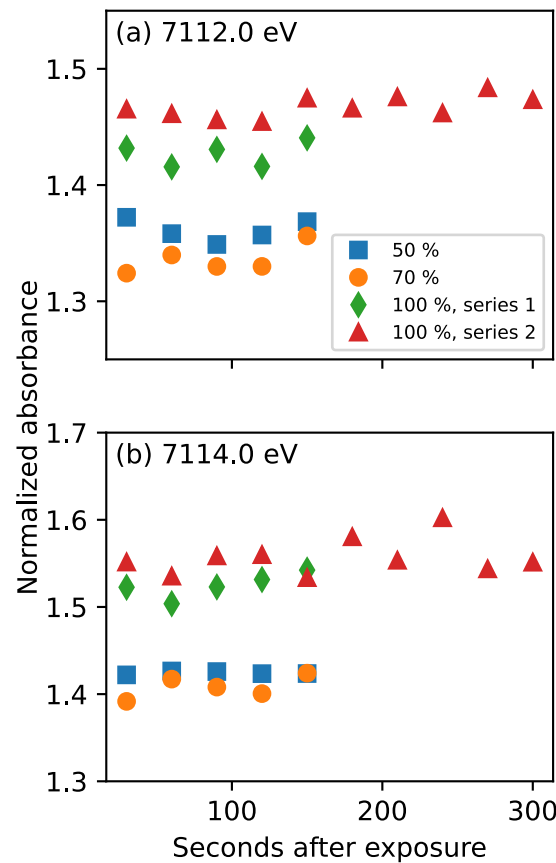 (a) 7112.0 eV
1.5
1.4
1.3
50 %
70 %
100 %, series 1
100 %, series 2
Normalized absorbance
1.7
(b) 7114.0 eV
1.6
1.5
1.4
1.3
100
200
300
Seconds after exposure